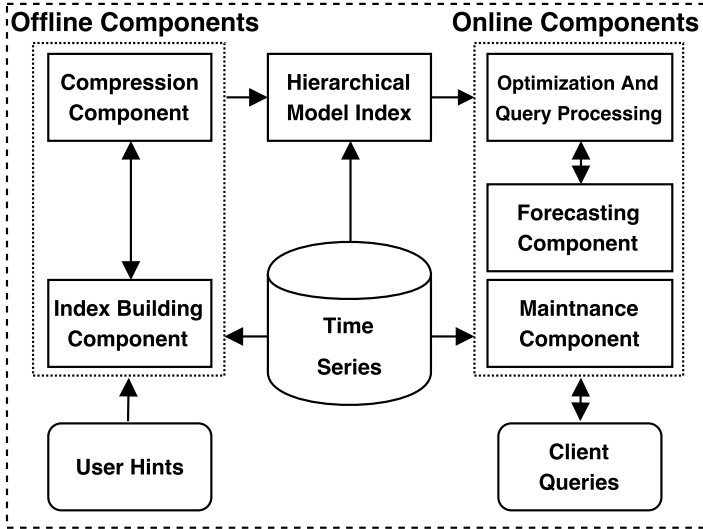 Offline Components
Online Components
Compression
Component
Hierarchical
Model Index
Optimization And
Query Processing
Forecasting
Component
Index Building
Component
Time
Series
Maintnance
Component
User Hints
Client
Queries